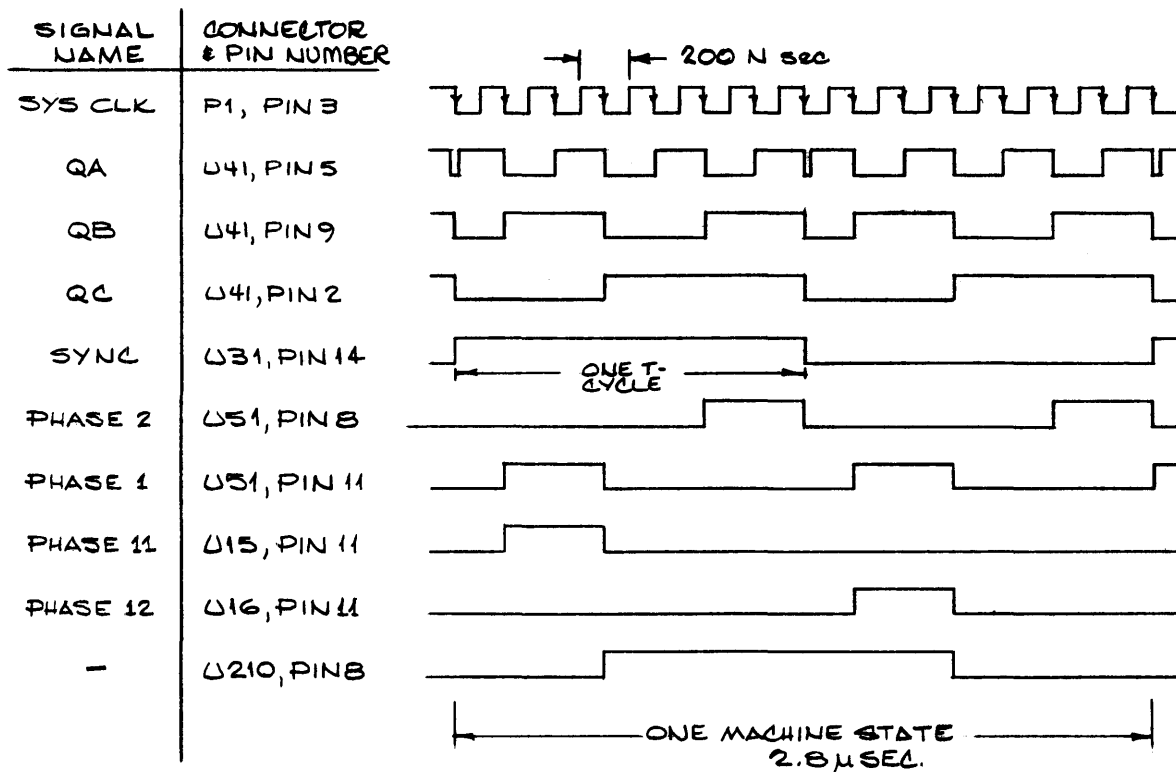 SIGNAL NAME
CONNECTOR & PIN NUMBER
200 N sec
SYS CLK P1, PIN 3
QA U41, PIN 5
QB U41, PIN 9
QC U41, PIN 2
SYNC U31, PIN 14
ONE T-
CYCLE
PHASE 2 U51, PIN 8
PHASE 1 U51, PIN 11
PHASE 11 U15, PIN 11
PHASE 12 U16, PIN 11
- U210, PIN 8
ONE MACHINE STATE
2.8 μ SEC.